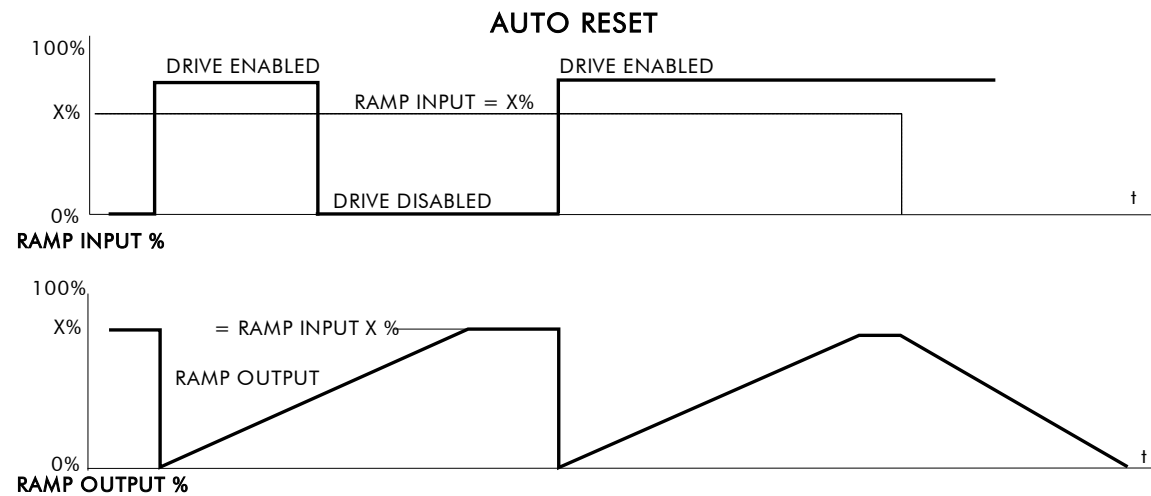 AUTO RESET
100%
DRIVE ENABLED
DRIVE ENABLED
X%
RAMP INPUT = X%
DRIVE DISABLED
t
0%
RAMP INPUT %
100%
X%
= RAMP INPUT X %
RAMP OUTPUT
0%
t
RAMP OUTPUT %